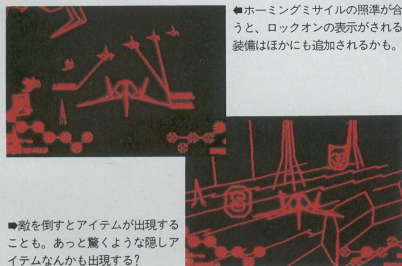 ⬅ホーミングミサイルの照準が合
うと、ロックオンの表示がされる
装備はほかにも追加されるかも。
➡敵を倒すとアイテムが出現する
ことも。あっと驚くような隠しア
イテムなんかも出現する?
S